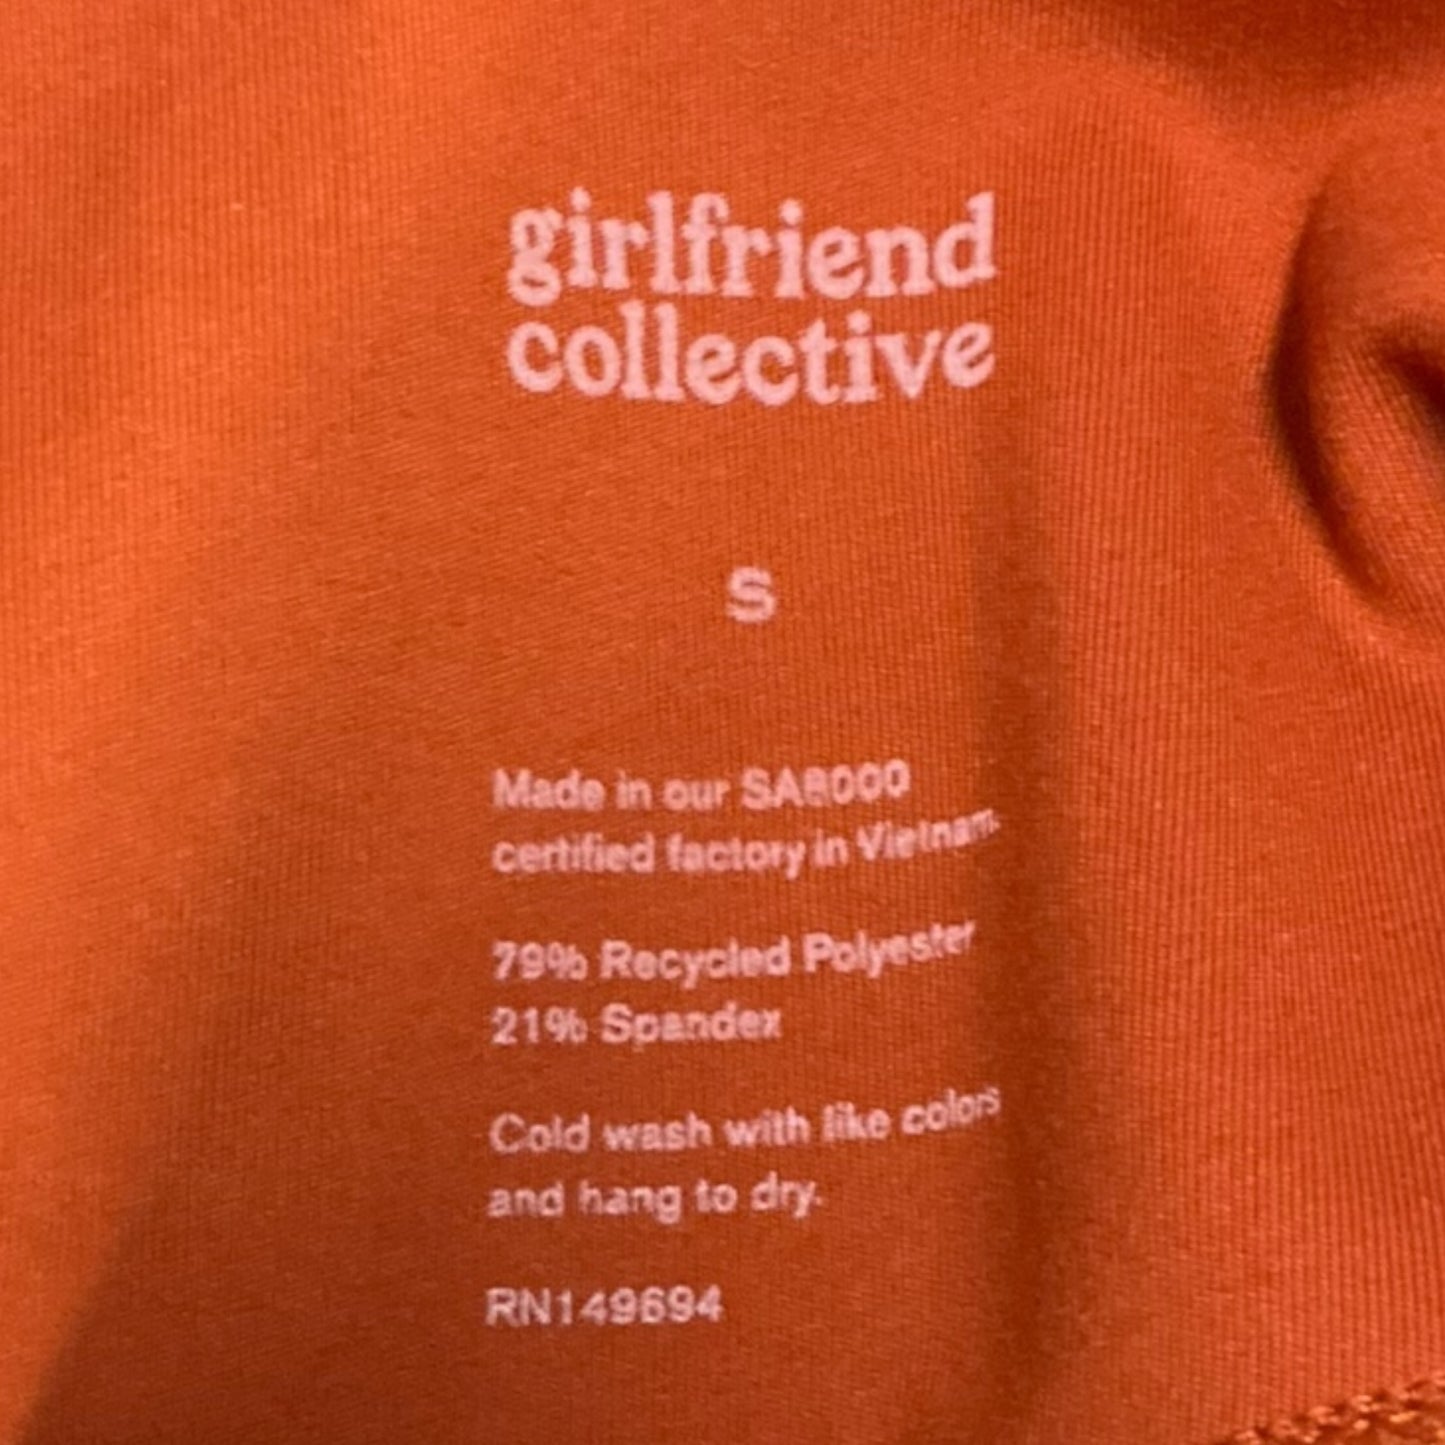 girlfriend
collective
S
Made in our SA8000
certified factory in Vietnam.
79% Recycled Polyester
21% Spandex
Cold wash with like colors
and hang to dry.
RN149694